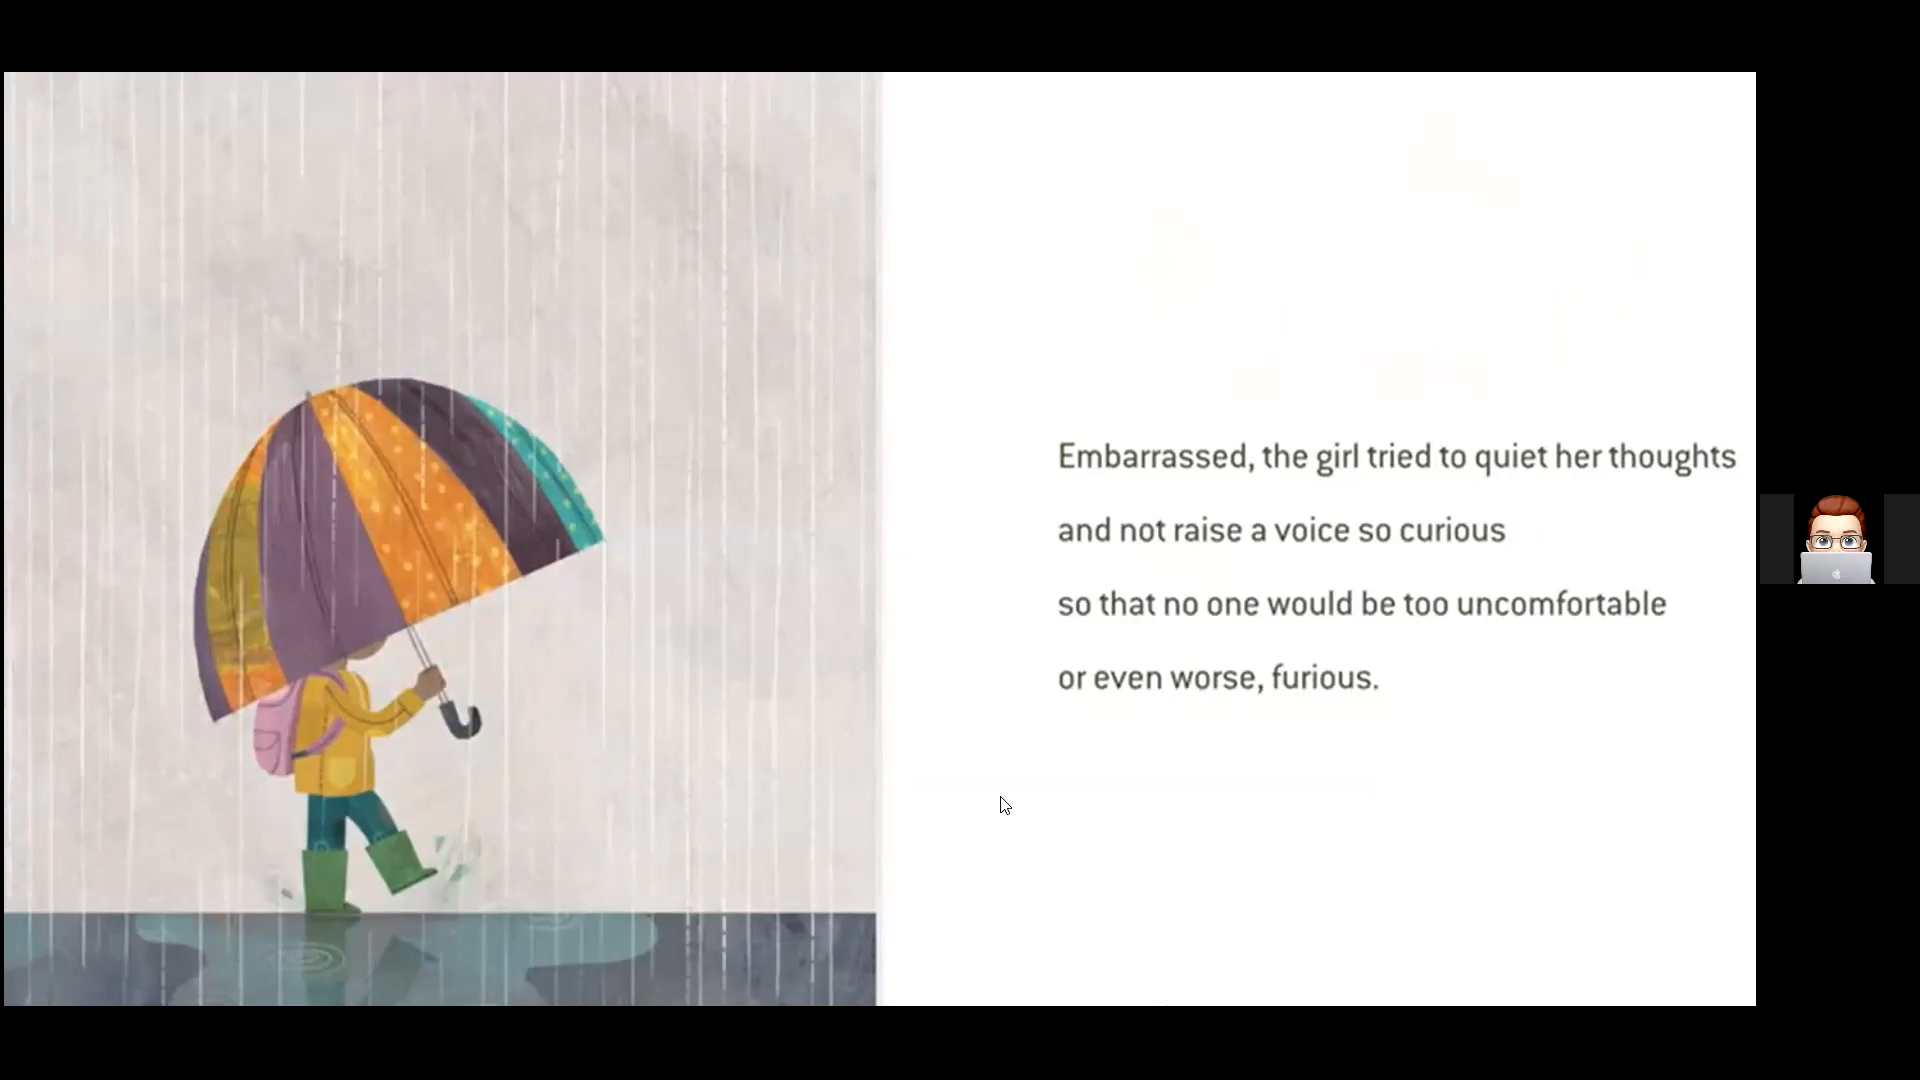 Embarrassed, the girl tried to quiet her thoughts
and not raise a voice so curious
so that no one would be too uncomfortable
or even worse, furious.